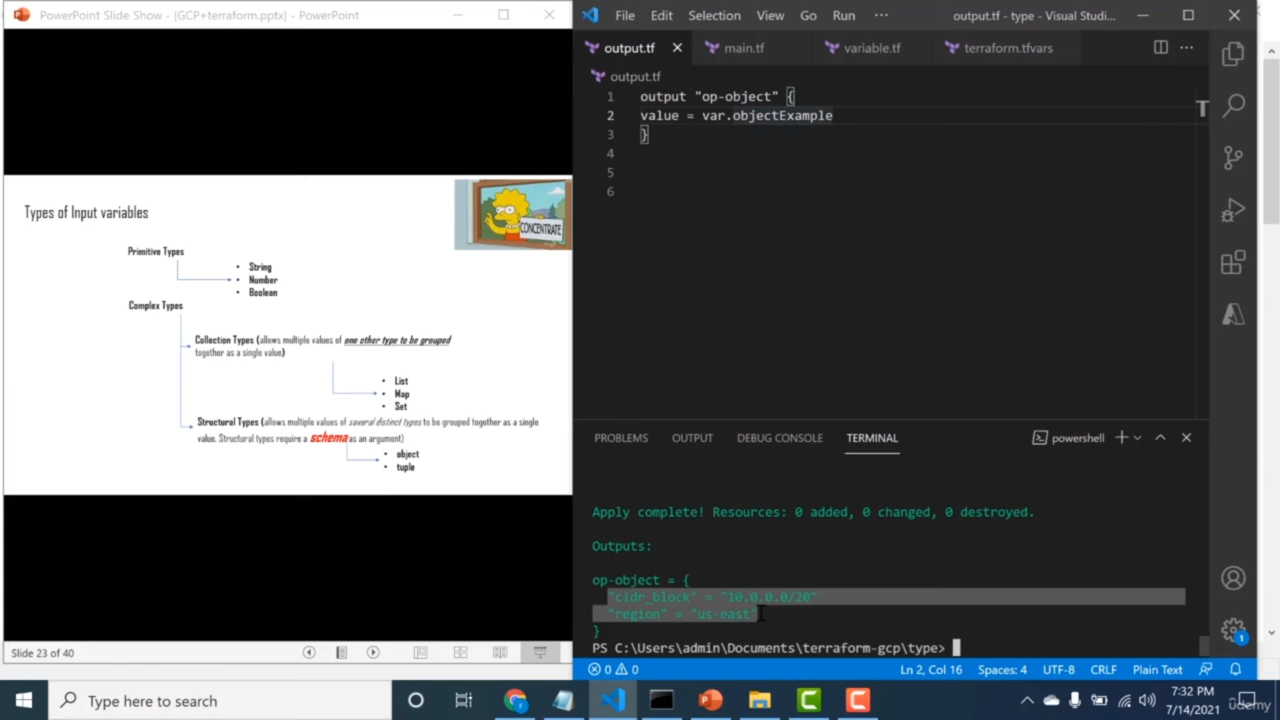 PowerPoint Slide Show - [GCP+terraform.pptx] - PowerPoint
Types of Input variables
CONCENTRATE
Primitive Types
• String
• Number
• Boolean
Complex Types
Collection Types (allows multiple values of one other type to be grouped
together as a single value)
• List
• Map
• Set
Structural Types (allows multiple values of several distinct types to be grouped together as a single
value. Structural types require a schema as an argument)
• object
• tuple
Slide 23 of 40
File Edit Selection View Go Run ··· output.tf - type - Visual Studi...
output.tf main.tf variable.tf terraform.tfvars
output.tf
1 output "op-object" {
2 value = var.objectExample
3 }
4
5
6
PROBLEMS OUTPUT DEBUG CONSOLE TERMINAL powershell
Apply complete! Resources: 0 added, 0 changed, 0 destroyed.
Outputs:
op-object = {
"cidr_block" = "10.0.0.0/20"
"region" = "us-east"
}
PS C:\Users\admin\Documents\terraform-gcp\type>
0 0 Ln 2, Col 16 Spaces: 4 UTF-8 CRLF Plain Text
1
Type here to search
7:32 PM
7/14/2021
udemy